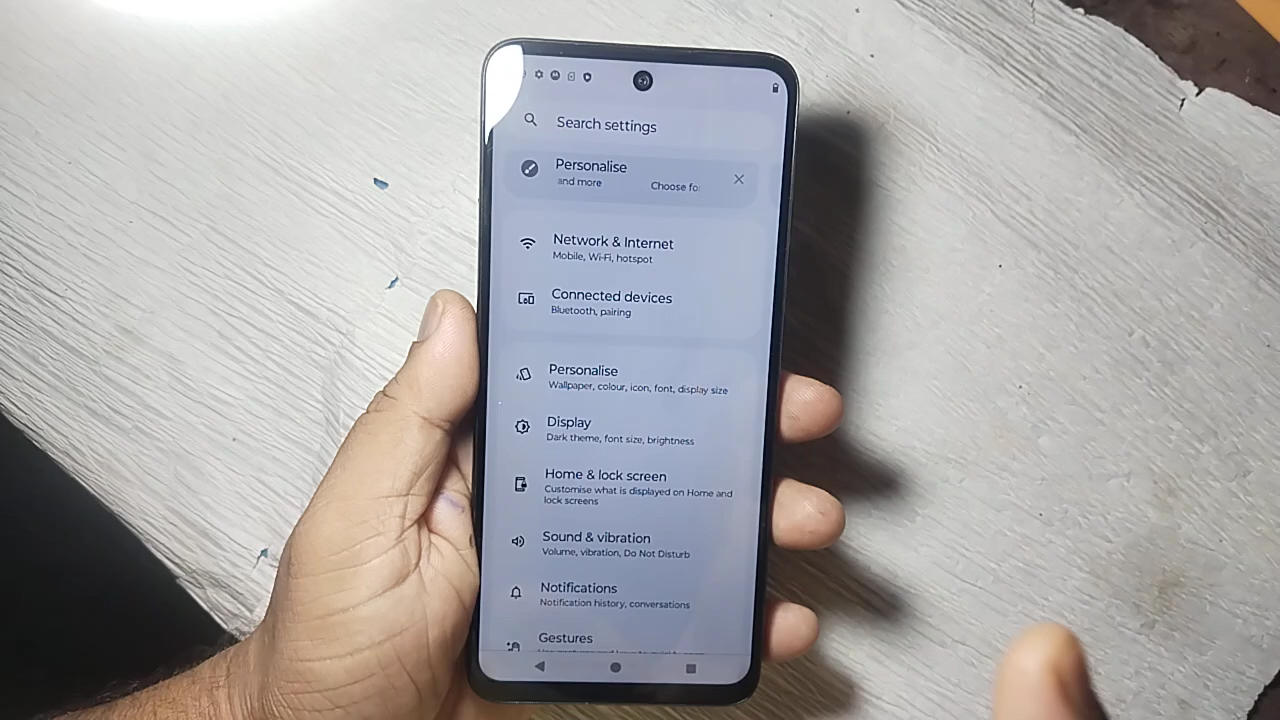 Search settings
Personalise
and more Choose fo
Network & Internet
Mobile, Wi-Fi, hotspot
Connected devices
Bluetooth, pairing
Personalise
Wallpaper, colour, icon, font, display size
Display
Dark theme, font size, brightness
Home & lock screen
Customise what is displayed on Home and
lock screens
Sound & vibration
Volume, vibration, Do Not Disturb
Notifications
Notification history, conversations
Gestures